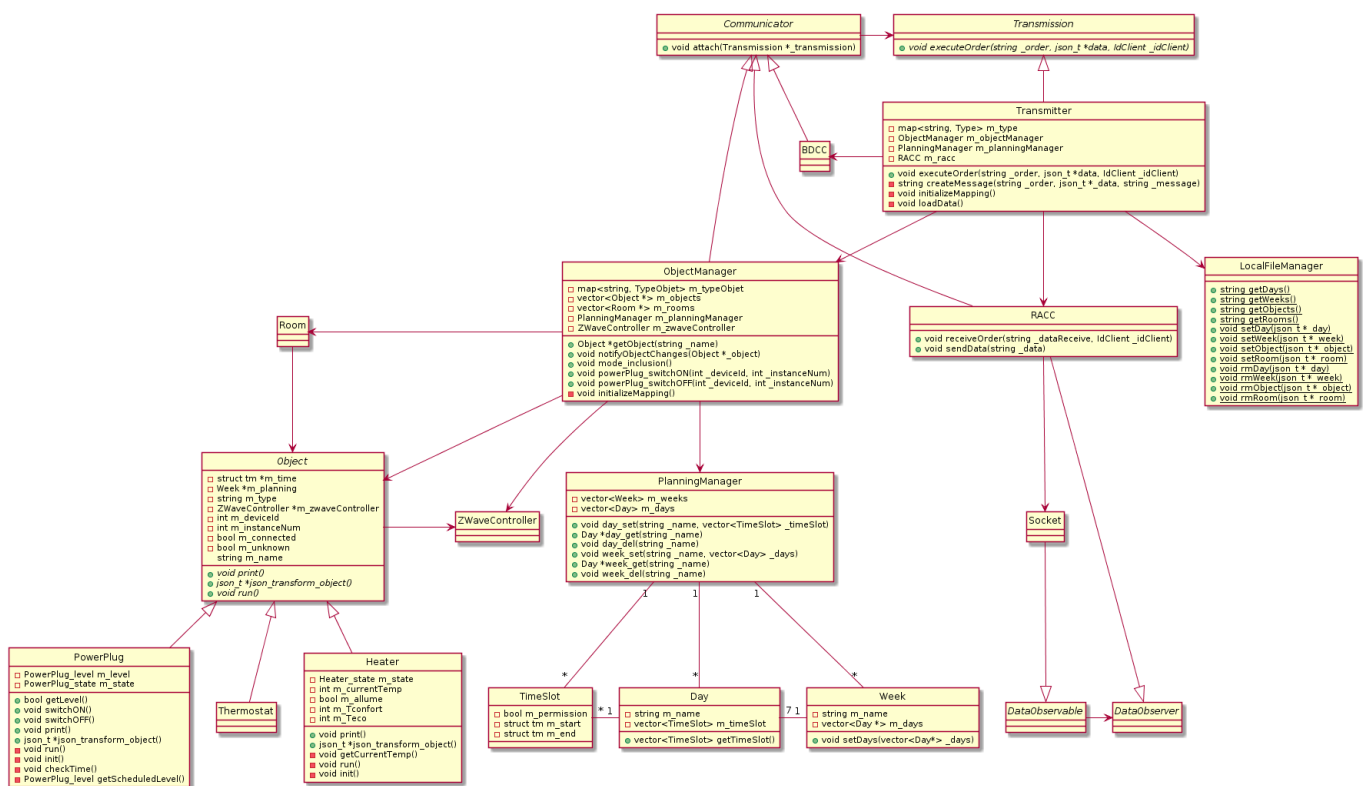 Communicator
void attach(Transmission *_transmission)
Transmission
void executeOrder(string _order, json_t *data, IdClient _idClient)
Transmitter
map<string, Type> m_type
ObjectManager m_objectManager
PlanningManager m_planningManager
RACC m_racc
void executeOrder(string _order, json_t *data, IdClient _idClient)
string createMessage(string _order, json_t *_data, string _message)
void initializeMapping()
void loadData()
BDCC
ObjectManager
map<string, TypeObjet> m_typeObjet
vector<Object *> m_objects
vector<Room *> m_rooms
PlanningManager m_planningManager
ZWaveController m_zwaveController
Object *getObject(string _name)
void notifyObjectChanges(Object *_object)
void mode_inclusion()
void powerPlug_switchON(int _deviceId, int _instanceNum)
void powerPlug_switchOFF(int _deviceId, int _instanceNum)
void initializeMapping()
LocalFileManager
string getDays()
string getWeeks()
string getObjects()
string getRooms()
void setDay(json_t * _day)
void setWeek(json_t * _week)
void setObject(json_t * _object)
void setRoom(json_t * _room)
void rmDay(json_t * _day)
void rmWeek(json_t * _week)
void rmObject(json_t * _object)
void rmRoom(json_t * _room)
RACC
void receiveOrder(string _dataReceive, IdClient _idClient)
void sendData(string _data)
Room
Object
struct tm *m_time
Week *m_planning
string m_type
ZWaveController *m_zwaveController
int m_deviceId
int m_instanceNum
bool m_connected
bool m_unknown
string m_name
void print()
json_t *json_transform_object()
void run()
ZWaveController
PlanningManager
vector<Week> m_weeks
vector<Day> m_days
void day_set(string _name, vector<TimeSlot> _timeSlot)
Day *day_get(string _name)
void day_del(string _name)
void week_set(string _name, vector<Day> _days)
Day *week_get(string _name)
void week_del(string _name)
Socket
1
1
1
*
*
*
PowerPlug
PowerPlug_level m_level
PowerPlug_state m_state
bool getLevel()
void switchON()
void switchOFF()
void print()
json_t *json_transform_object()
void run()
void init()
void checkTime()
PowerPlug_level getScheduledLevel()
Thermostat
Heater
Heater_state m_state
int m_currentTemp
bool m_allume
int m_Tconfort
int m_Teco
void print()
json_t *json_transform_object()
void getCurrentTemp()
void run()
void init()
TimeSlot
bool m_permission
struct tm m_start
struct tm m_end
* 1
Day
string m_name
vector<TimeSlot> m_timeSlot
vector<TimeSlot> getTimeSlot()
7 1
Week
string m_name
vector<Day *> m_days
void setDays(vector<Day*> _days)
DataObservable
DataObserver